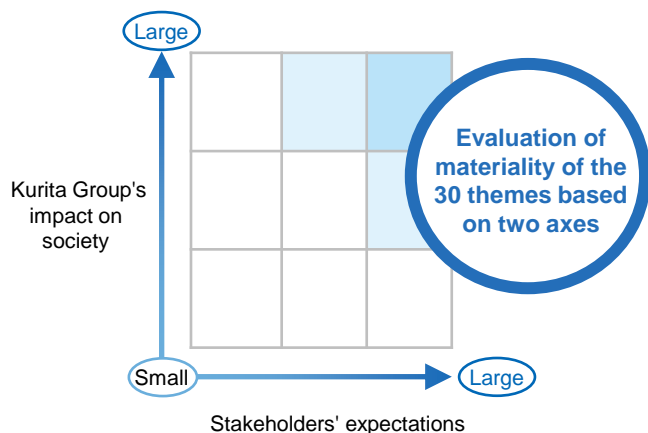 Large
Evaluation of
materiality of the
30 themes based
on two axes
Kurita Group's
impact on
society
Small
Large
Stakeholders' expectations